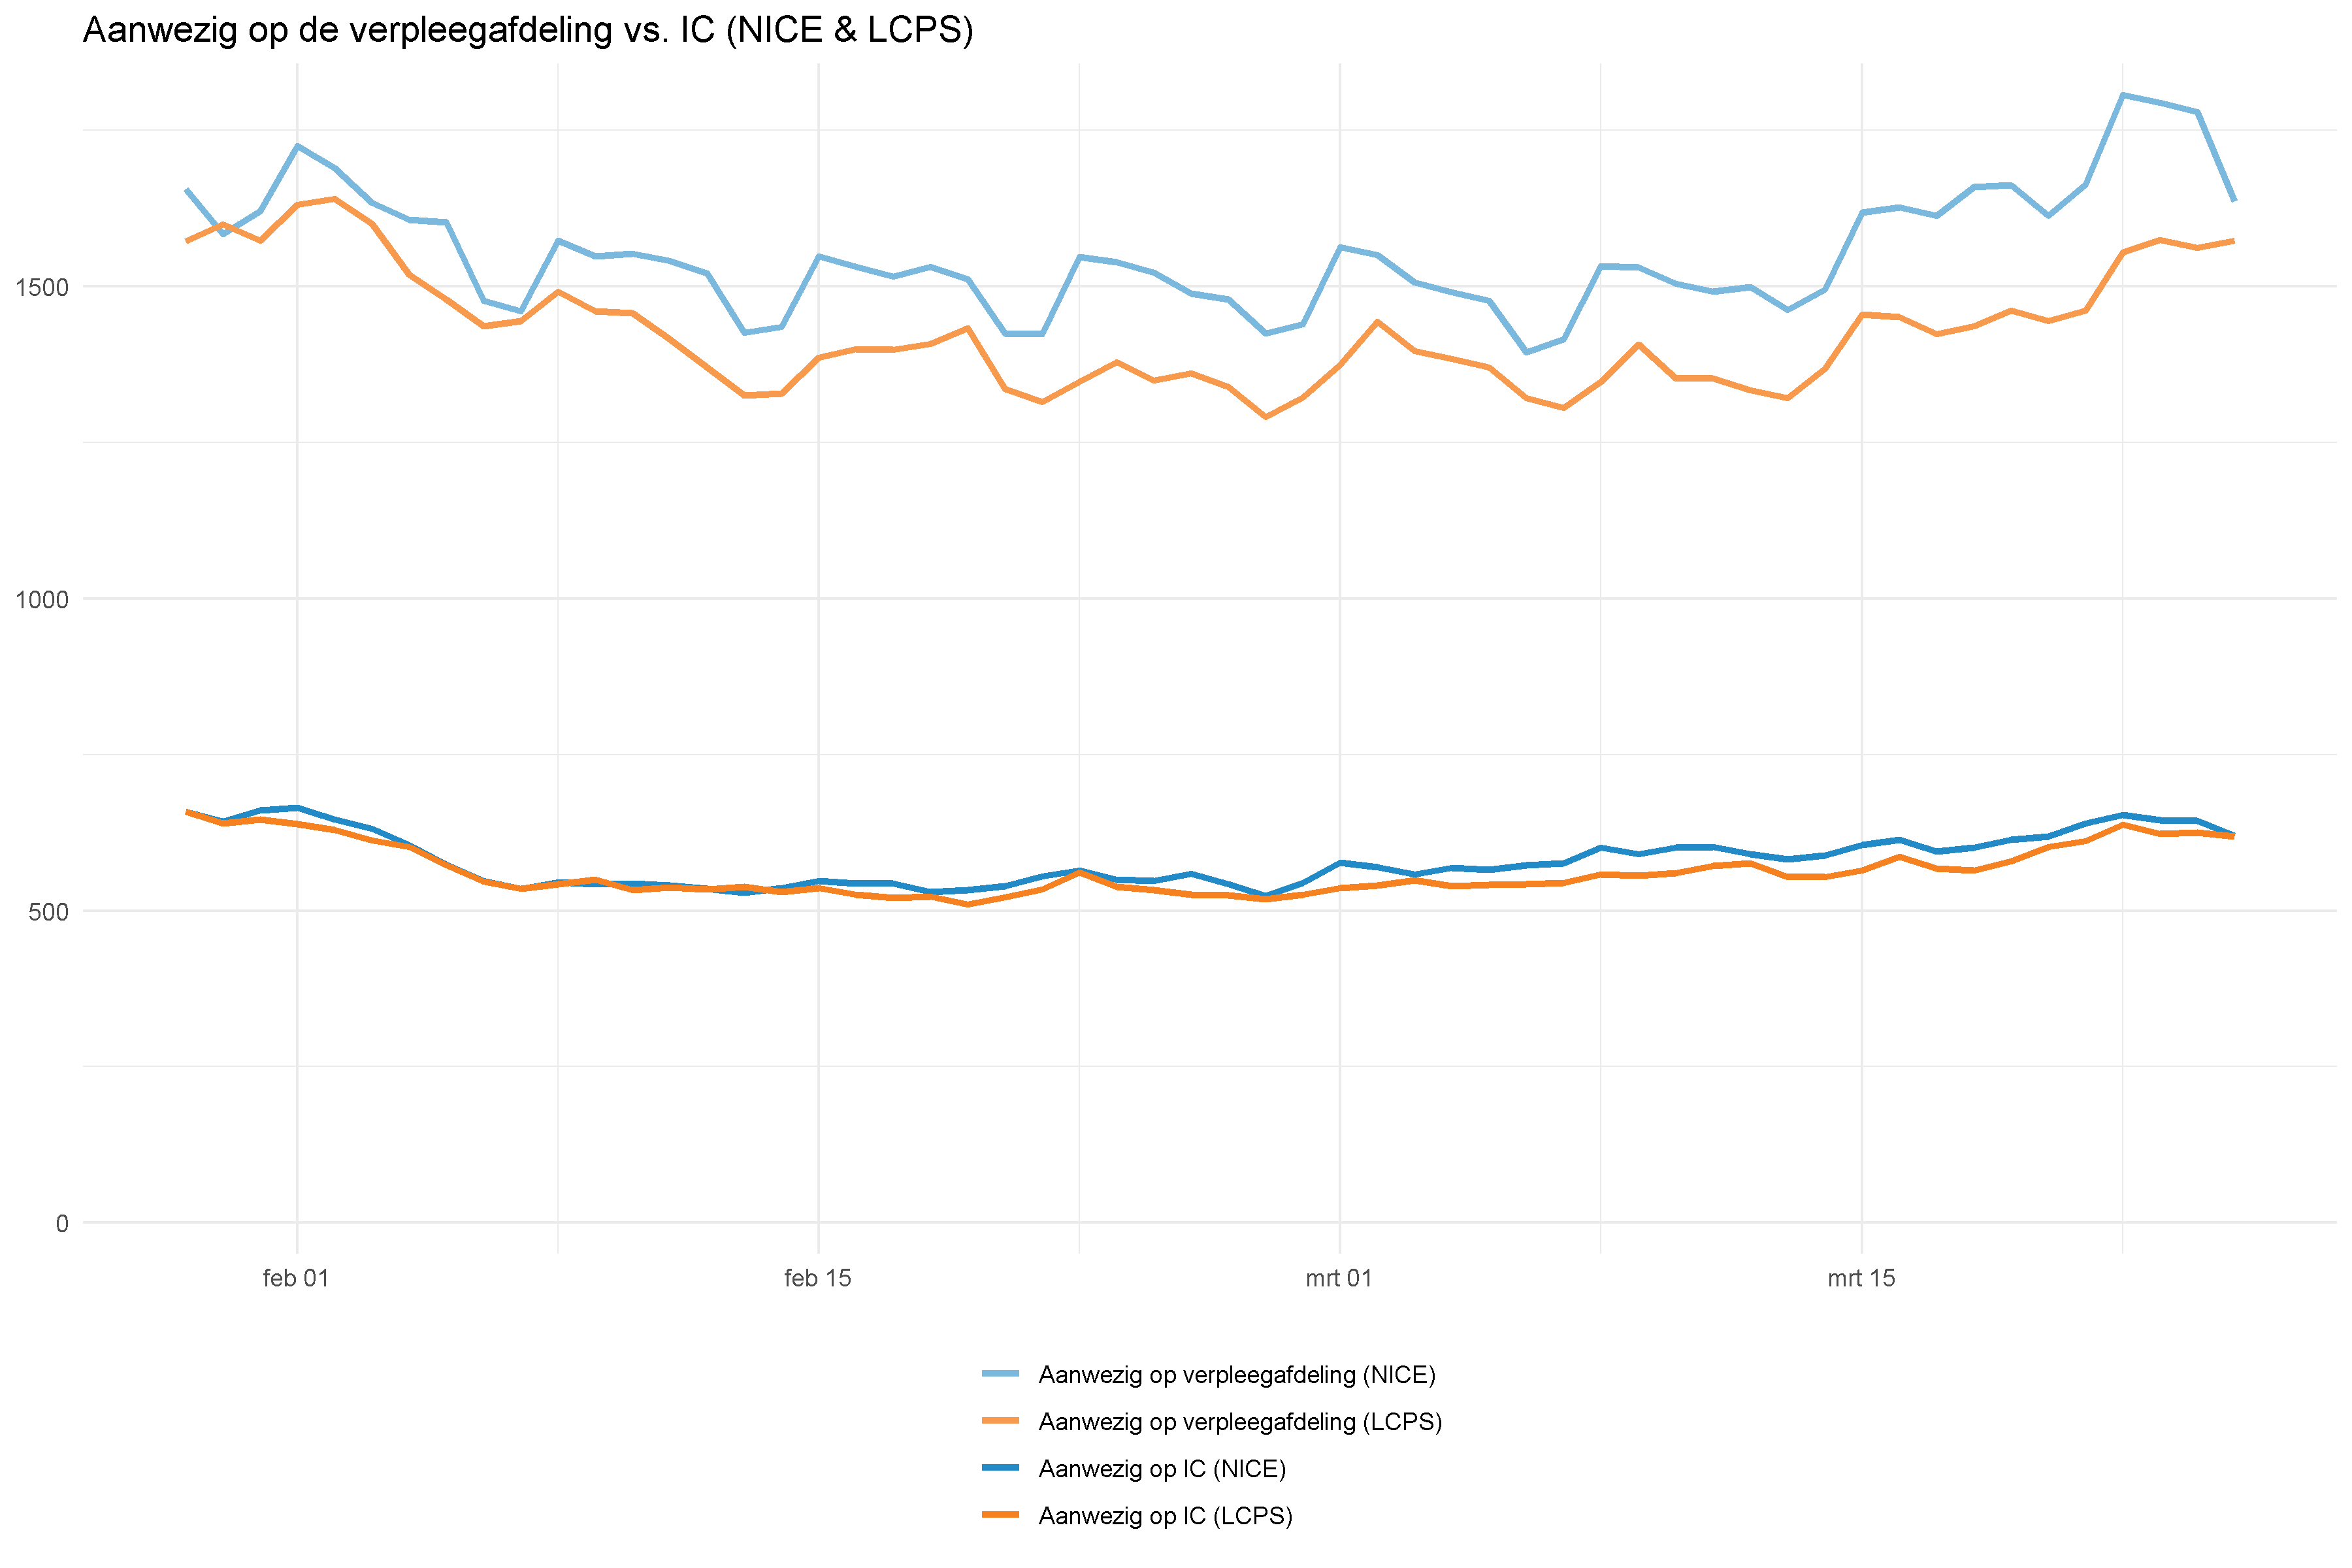 Aanwezig op de verpleegafdeling vs. IC (NICE & LCPS)
1500
1000
500
0
feb 01
feb 15
mrt 01
mrt 15
Aanwezig op verpleegafdeling (NICE)
Aanwezig op verpleegafdeling (LCPS)
Aanwezig op IC (NICE)
Aanwezig op IC (LCPS)